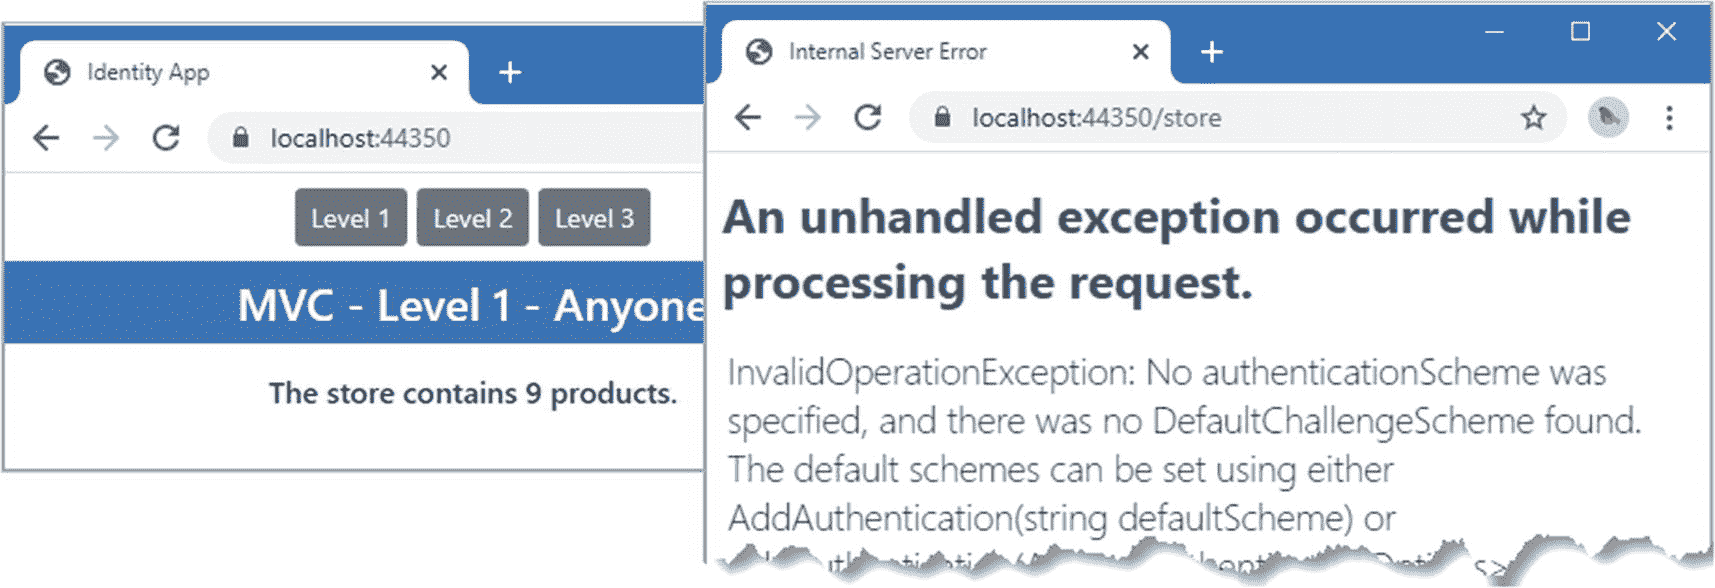 Identity App
localhost:44350
Level 1 Level 2 Level 3
MVC - Level 1 - Anyone
The store contains 9 products.
Internal Server Error
localhost:44350/store
An unhandled exception occurred while
processing the request.
InvalidOperationException: No authenticationScheme was
specified, and there was no DefaultChallengeScheme found.
The default schemes can be set using either
AddAuthentication(string defaultScheme) or